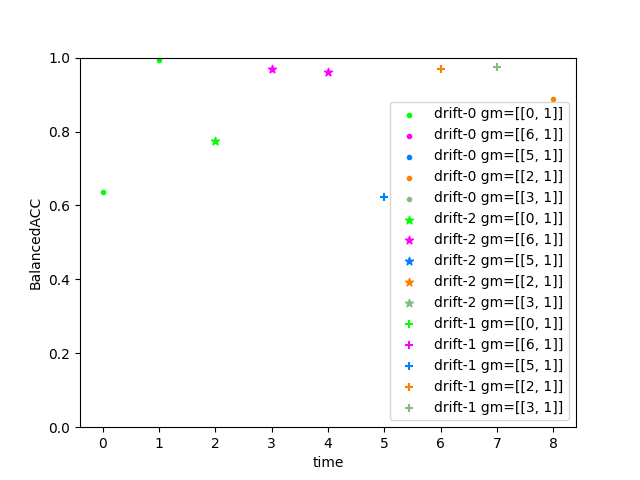 1.0
0.8
0.6
0.4
0.2
0.0
BalancedACC
drift-0 gm=[[0, 1]]
drift-0 gm=[[6, 1]]
drift-0 gm=[[5, 1]]
drift-0 gm=[[2, 1]]
drift-0 gm=[[3, 1]]
drift-2 gm=[[0, 1]]
drift-2 gm=[[6, 1]]
drift-2 gm=[[5, 1]]
drift-2 gm=[[2, 1]]
drift-2 gm=[[3, 1]]
drift-1 gm=[[0, 1]]
drift-1 gm=[[6, 1]]
drift-1 gm=[[5, 1]]
drift-1 gm=[[2, 1]]
drift-1 gm=[[3, 1]]
0 1 2 3 4 5 6 7 8
time